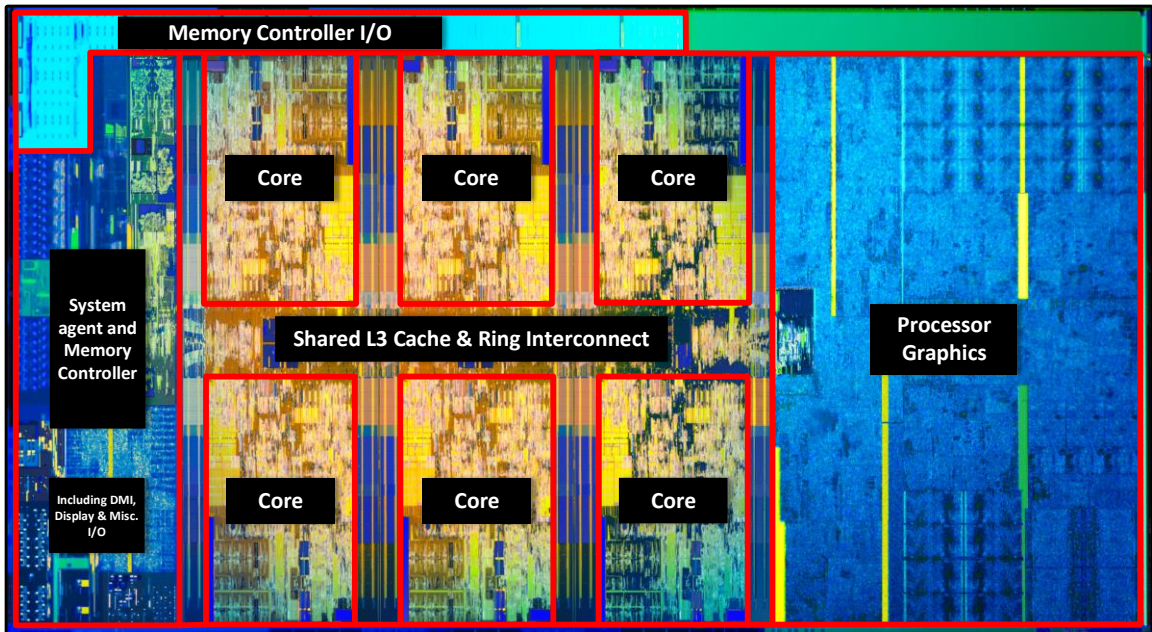 Memory Controller I/O
Core
Core
Core
System
agent and
Memory
Controller
Shared L3 Cache & Ring Interconnect
Processor
Graphics
Including DMI,
Display & Misc.
I/O
Core
Core
Core